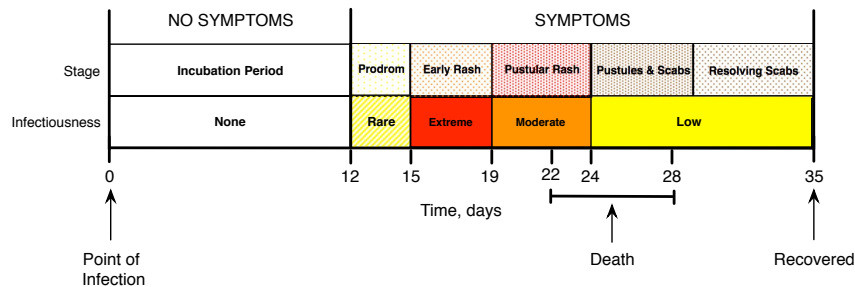 NO SYMPTOMS
SYMPTOMS
Stage
Incubation Period
Prodrom
Early Rash
Pustular Rash
Pustules & Scabs
Resolving Scabs
Infectiousness
None
Rare
Extreme
Moderate
Low
0
12
15
19
22
24
28
35
Time, days
Point of
Infection
Death
Recovered